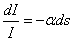 dI/I = −αds